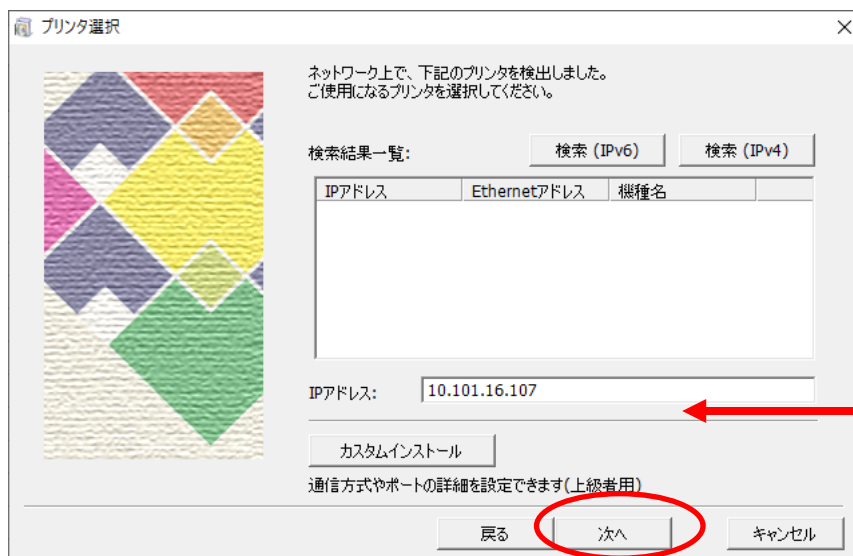 プリンタ選択
ネットワーク上で、下記のプリンタを検出しました。
ご使用になるプリンタを選択してください。
検索結果一覧: 検索 (IPv6) 検索 (IPv4)
IPアドレス Ethernetアドレス 機種名
IPアドレス: 10.101.16.107
カスタムインストール
通信方式やポートの詳細を設定できます(上級者用)
戻る 次へ キャンセル